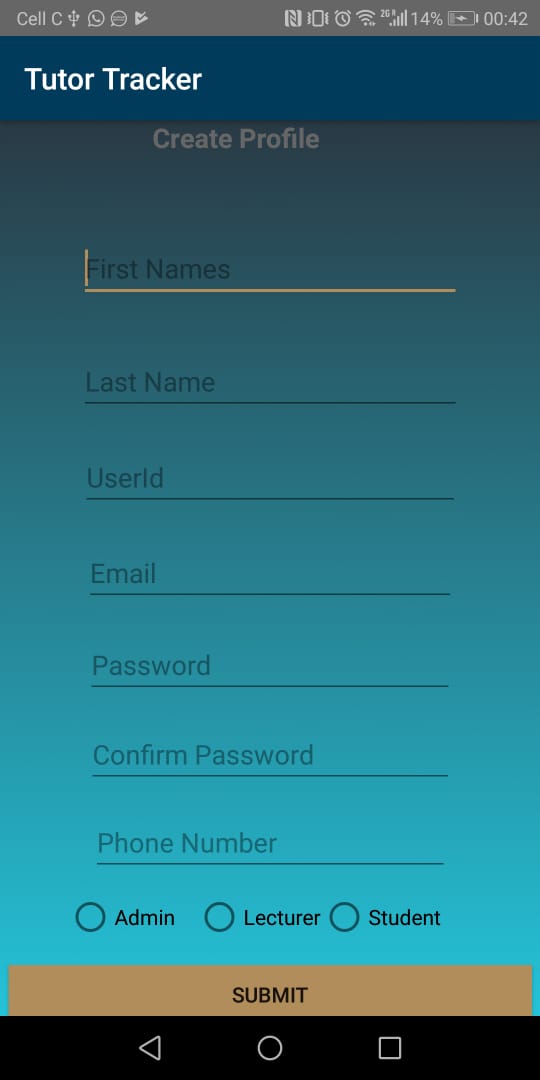 Cell C 2G R 14% 00:42
Tutor Tracker
Create Profile
First Names
Last Name
UserId
Email
Password
Confirm Password
Phone Number
Admin Lecturer Student
SUBMIT